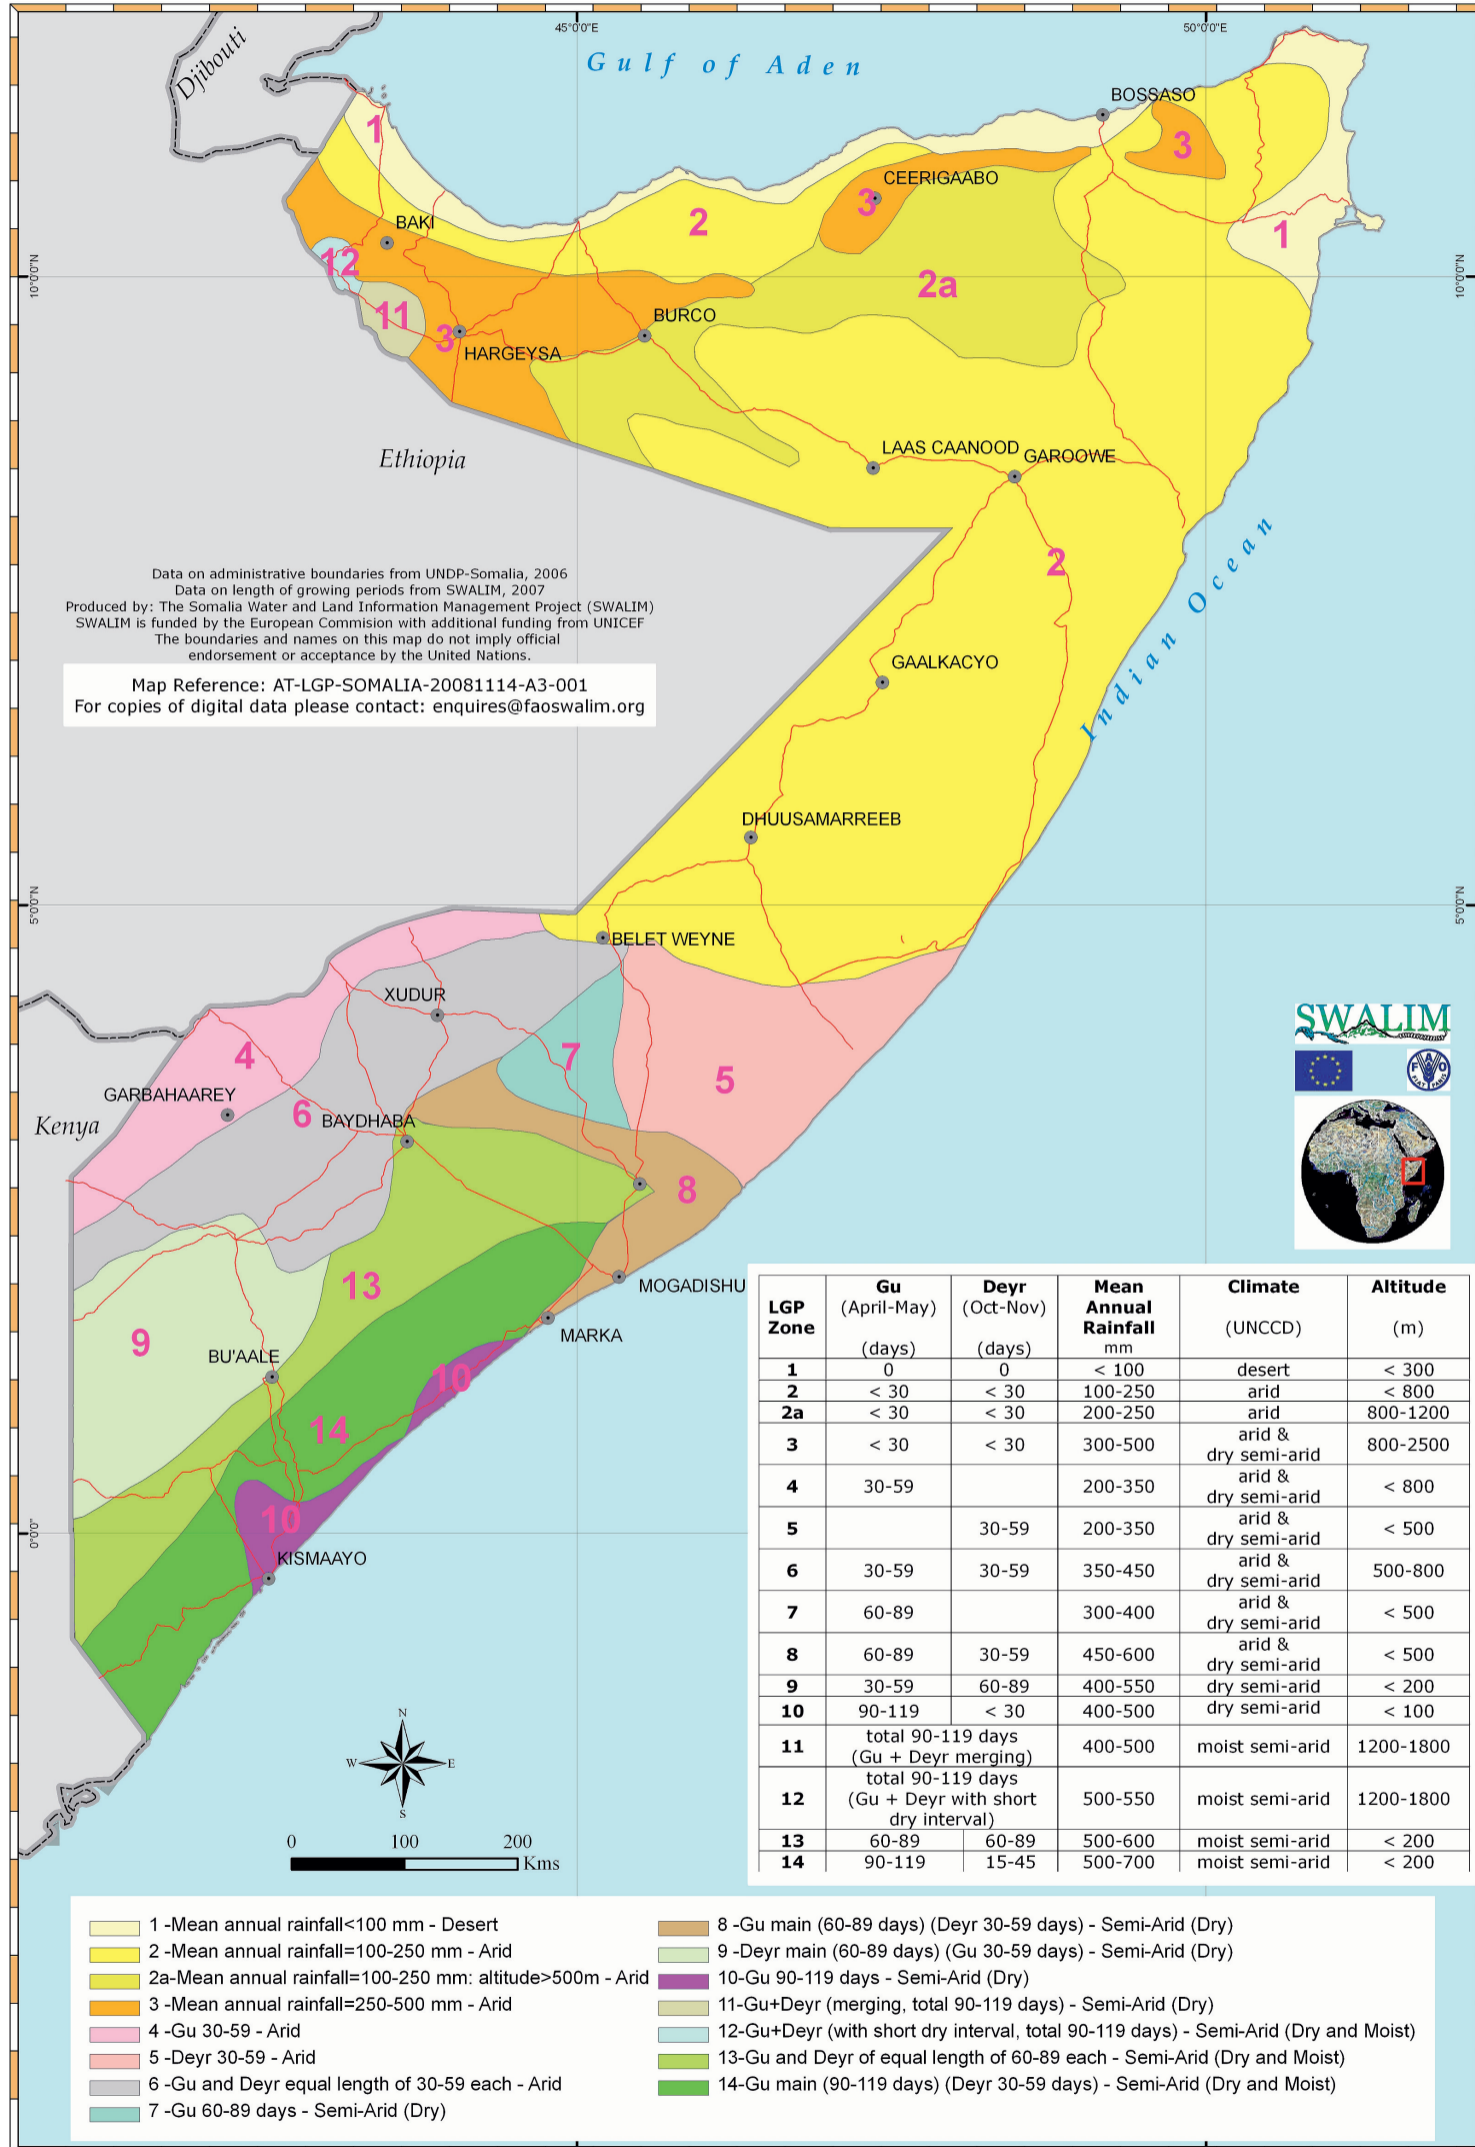 45°0'0"E
50°0'0"E
Djibouti
Gulf of Aden
BOSSASO
1
3
CEERIGAABO
3
2
BAKI
1
12
10°0'0"N
10°0'0"N
2a
11
BURCO
3
HARGEYSA
Ethiopia
LAAS CAANOOD
GAROOWE
2
Indian Ocean
Data on administrative boundaries from UNDP-Somalia, 2006
Data on length of growing periods from SWALIM, 2007
Produced by: The Somalia Water and Land Information Management Project (SWALIM)
SWALIM is funded by the European Commision with additional funding from UNICEF
The boundaries and names on this map do not imply official
endorsement or acceptance by the United Nations.
Map Reference: AT-LGP-SOMALIA-20081114-A3-001
For copies of digital data please contact: enquires@faoswalim.org
GAALKACYO
DHUUSAMARREEB
5°0'0"N
5°0'0"N
BELET WEYNE
XUDUR
SWALIM
4
7
5
GARBAHAAREY
6
BAYDHABA
Kenya
8
13
MOGADISHU
MARKA
9
BU'AALE
10
14
10
0°0'0"
KISMAAYO
LGP Zone Gu (April-May) (days) Deyr (Oct-Nov) (days) Mean Annual Rainfall mm Climate (UNCCD) Altitude (m)
1 0 0 < 100 desert < 300
2 < 30 < 30 100-250 arid < 800
2a < 30 < 30 200-250 arid 800-1200
3 < 30 < 30 300-500 arid & dry semi-arid 800-2500
4 30-59 200-350 arid & dry semi-arid < 800
5 30-59 200-350 arid & dry semi-arid < 500
6 30-59 30-59 350-450 arid & dry semi-arid 500-800
7 60-89 300-400 arid & dry semi-arid < 500
8 60-89 30-59 450-600 arid & dry semi-arid < 500
9 30-59 60-89 400-550 dry semi-arid < 200
10 90-119 < 30 400-500 dry semi-arid < 100
11 total 90-119 days (Gu + Deyr merging) 400-500 moist semi-arid 1200-1800
12 total 90-119 days (Gu + Deyr with short dry interval) 500-550 moist semi-arid 1200-1800
13 60-89 60-89 500-600 moist semi-arid < 200
14 90-119 15-45 500-700 moist semi-arid < 200
N
W E
S
0 100 200
Kms
1 -Mean annual rainfall<100 mm - Desert
2 -Mean annual rainfall=100-250 mm - Arid
2a-Mean annual rainfall=100-250 mm: altitude>500m - Arid
3 -Mean annual rainfall=250-500 mm - Arid
4 -Gu 30-59 - Arid
5 -Deyr 30-59 - Arid
6 -Gu and Deyr equal length of 30-59 each - Arid
7 -Gu 60-89 days - Semi-Arid (Dry)
8 -Gu main (60-89 days) (Deyr 30-59 days) - Semi-Arid (Dry)
9 -Deyr main (60-89 days) (Gu 30-59 days) - Semi-Arid (Dry)
10-Gu 90-119 days - Semi-Arid (Dry)
11-Gu+Deyr (merging, total 90-119 days) - Semi-Arid (Dry)
12-Gu+Deyr (with short dry interval, total 90-119 days) - Semi-Arid (Dry and Moist)
13-Gu and Deyr of equal length of 60-89 each - Semi-Arid (Dry and Moist)
14-Gu main (90-119 days) (Deyr 30-59 days) - Semi-Arid (Dry and Moist)